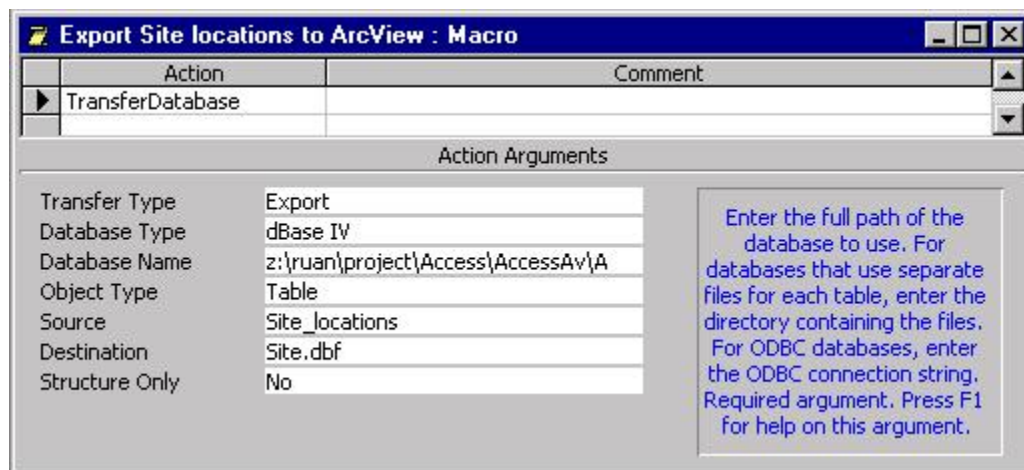 Export Site locations to ArcView : Macro
Action Comment
TransferDatabase
Action Arguments
Transfer Type Export
Database Type dBase IV
Database Name z:\ruan\project\Access\AccessAv\A
Object Type Table
Source Site_locations
Destination Site.dbf
Structure Only No
Enter the full path of the
database to use. For
databases that use separate
files for each table, enter the
directory containing the files.
For ODBC databases, enter
the ODBC connection string.
Required argument. Press F1
for help on this argument.